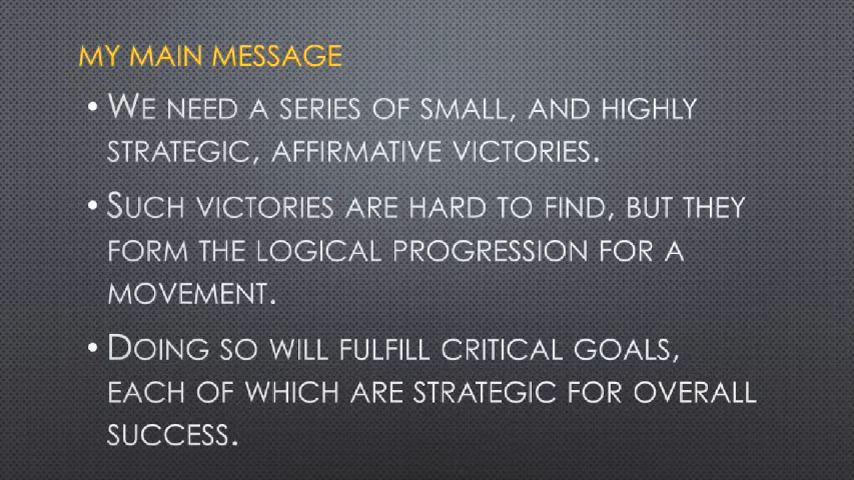 MY MAIN MESSAGE
• WE NEED A SERIES OF SMALL, AND HIGHLY
STRATEGIC, AFFIRMATIVE VICTORIES.
• SUCH VICTORIES ARE HARD TO FIND, BUT THEY
FORM THE LOGICAL PROGRESSION FOR A
MOVEMENT.
• DOING SO WILL FULFILL CRITICAL GOALS,
EACH OF WHICH ARE STRATEGIC FOR OVERALL
SUCCESS.